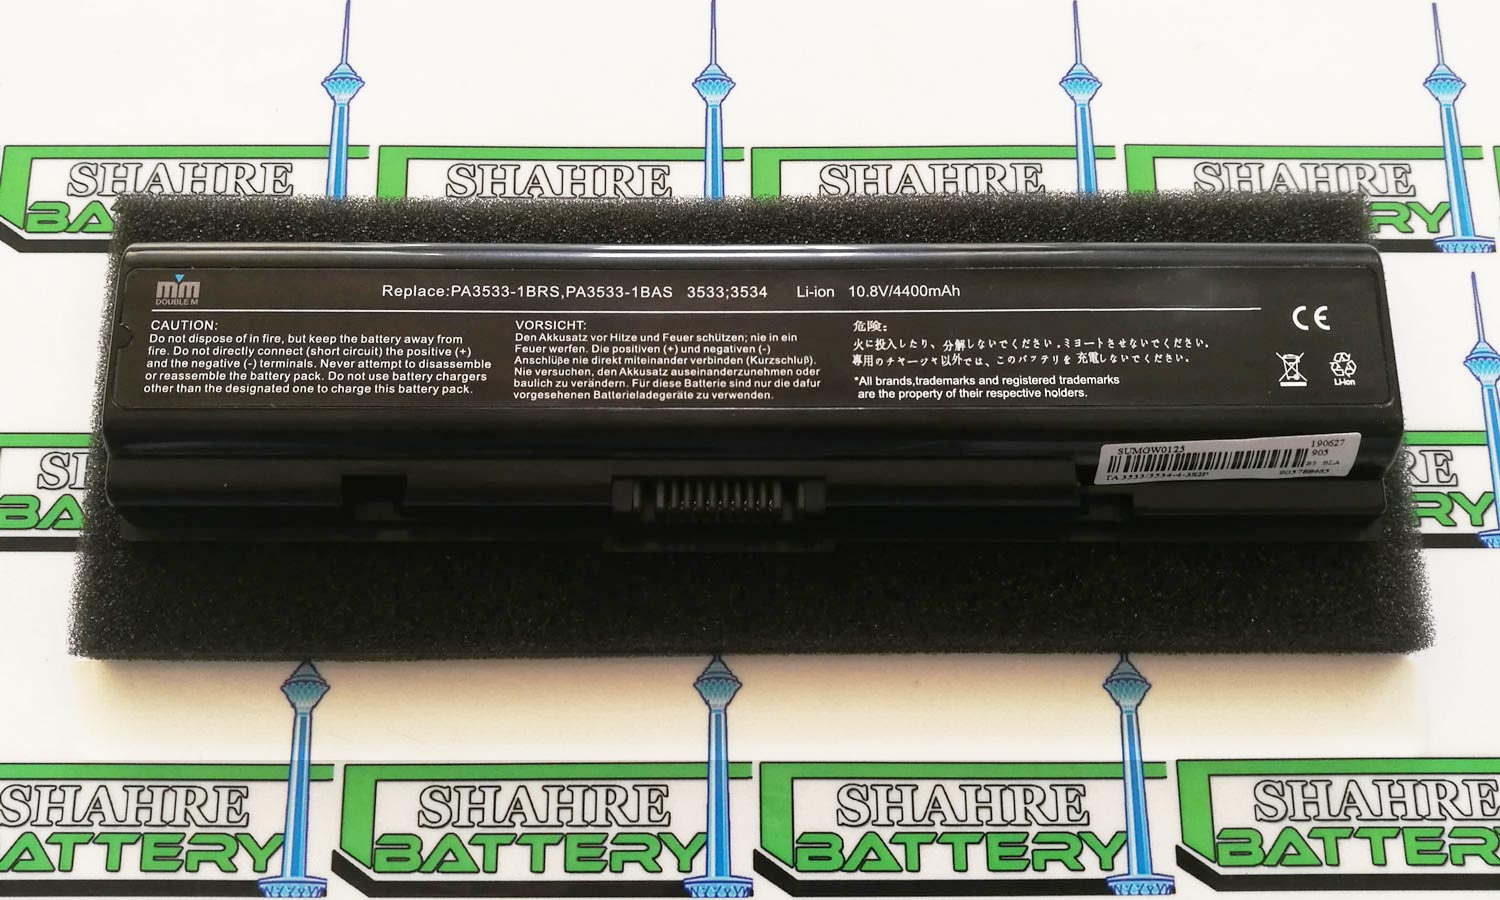 SHAHRE
SHAHRE
SHAHRE
SHAHRE
mm
DOUBLE M
Replace:PA3533-1BRS,PA3533-1BAS 3533;3534 Li-ion 10.8V/4400mAh
CAUTION:
Do not dispose of in fire, but keep the battery away from
fire. Do not directly connect (short circuit) the positive (+)
and the negative (-) terminals. Never attempt to disassemble
or reassemble the battery pack. Do not use battery chargers
other than the designated one to charge this battery pack.
VORSICHT:
Den Akkusatz vor Hitze und Feuer schützen; nie in ein
Feuer werfen. Die positiven (+) und negativen (-)
Anschlüße nie direkt miteinander verbinden (Kurzschluß).
Nie versuchen, den Akkusatz auseinanderzunehmen oder
baulich zu verändern. Für diese Batterie sind nur die dafur
vorgesehenen Batterieladegeräte zu verwenden.
危険:
火に投入したり、分解しないでください.ミヨートさせないでください.
専用のチャージャ以外では、このバツテリを充電しないでください.
*All brands,trademarks and registered trademarks
are the property of their respective holders.
CE
Li-ion
SUMOW0125
190627
905
SHAHRE
BATTERY
SHAHRE
BATTERY
SHAHRE
BATTERY
SHAHRE
BATTERY